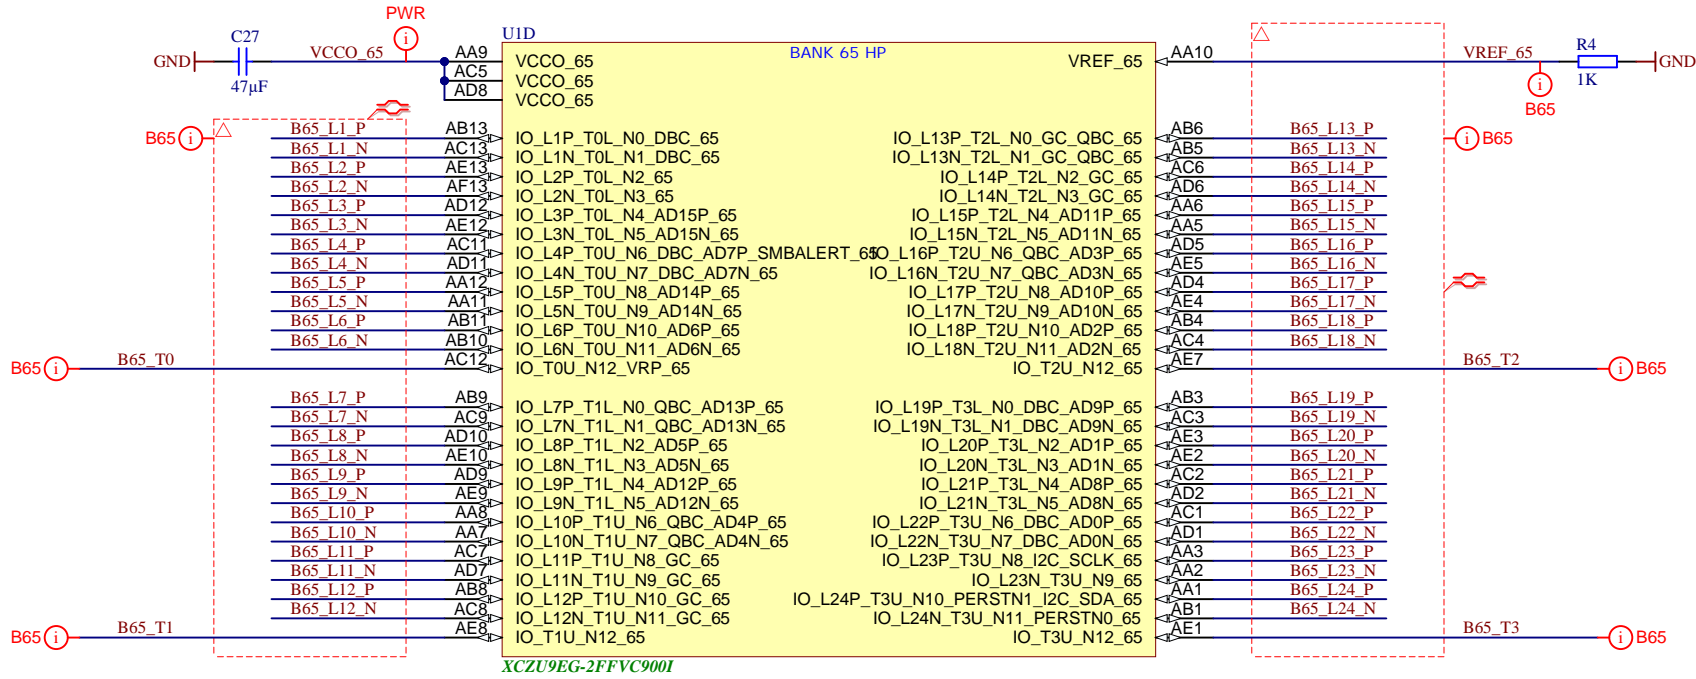 PWR
C27
U1D
BANK 65 HP
R4
GND
VCCO_65
AA9
VCCO_65
VREF_65
AA10
VREF_65
GND
47µF
AC5
VCCO_65
1K
AD8
VCCO_65
B65
B65
B65_L1_P
AB13
IO_L1P_T0L_N0_DBC_65
IO_L13P_T2L_N0_GC_QBC_65
AB6
B65_L13_P
B65
B65_L1_N
AC13
IO_L1N_T0L_N1_DBC_65
IO_L13N_T2L_N1_GC_QBC_65
AB5
B65_L13_N
B65_L2_P
AE13
IO_L2P_T0L_N2_65
IO_L14P_T2L_N2_GC_65
AC6
B65_L14_P
B65_L2_N
AF13
IO_L2N_T0L_N3_65
IO_L14N_T2L_N3_GC_65
AD6
B65_L14_N
B65_L3_P
AD12
IO_L3P_T0L_N4_AD15P_65
IO_L15P_T2L_N4_AD11P_65
AA6
B65_L15_P
B65_L3_N
AE12
IO_L3N_T0L_N5_AD15N_65
IO_L15N_T2L_N5_AD11N_65
AA5
B65_L15_N
B65_L4_P
AC11
IO_L4P_T0U_N6_DBC_AD7P_SMBALERT_65
IO_L16P_T2U_N6_QBC_AD3P_65
AD5
B65_L16_P
B65_L4_N
AD11
IO_L4N_T0U_N7_DBC_AD7N_65
IO_L16N_T2U_N7_QBC_AD3N_65
AE5
B65_L16_N
B65_L5_P
AA12
IO_L5P_T0U_N8_AD14P_65
IO_L17P_T2U_N8_AD10P_65
AD4
B65_L17_P
B65_L5_N
AA11
IO_L5N_T0U_N9_AD14N_65
IO_L17N_T2U_N9_AD10N_65
AE4
B65_L17_N
B65_L6_P
AB11
IO_L6P_T0U_N10_AD6P_65
IO_L18P_T2U_N10_AD2P_65
AB4
B65_L18_P
B65_L6_N
AB10
IO_L6N_T0U_N11_AD6N_65
IO_L18N_T2U_N11_AD2N_65
AC4
B65_L18_N
B65
B65_T0
AC12
IO_T0U_N12_VRP_65
IO_T2U_N12_65
AE7
B65_T2
B65
B65_L7_P
AB9
IO_L7P_T1L_N0_QBC_AD13P_65
IO_L19P_T3L_N0_DBC_AD9P_65
AB3
B65_L19_P
B65_L7_N
AC9
IO_L7N_T1L_N1_QBC_AD13N_65
IO_L19N_T3L_N1_DBC_AD9N_65
AC3
B65_L19_N
B65_L8_P
AD10
IO_L8P_T1L_N2_AD5P_65
IO_L20P_T3L_N2_AD1P_65
AE3
B65_L20_P
B65_L8_N
AE10
IO_L8N_T1L_N3_AD5N_65
IO_L20N_T3L_N3_AD1N_65
AE2
B65_L20_N
B65_L9_P
AD9
IO_L9P_T1L_N4_AD12P_65
IO_L21P_T3L_N4_AD8P_65
AC2
B65_L21_P
B65_L9_N
AE9
IO_L9N_T1L_N5_AD12N_65
IO_L21N_T3L_N5_AD8N_65
AD2
B65_L21_N
B65_L10_P
AA8
IO_L10P_T1U_N6_QBC_AD4P_65
IO_L22P_T3U_N6_DBC_AD0P_65
AC1
B65_L22_P
B65_L10_N
AA7
IO_L10N_T1U_N7_QBC_AD4N_65
IO_L22N_T3U_N7_DBC_AD0N_65
AD1
B65_L22_N
B65_L11_P
AC7
IO_L11P_T1U_N8_GC_65
IO_L23P_T3U_N8_I2C_SCLK_65
AA3
B65_L23_P
B65_L11_N
AD7
IO_L11N_T1U_N9_GC_65
IO_L23N_T3U_N9_65
AA2
B65_L23_N
B65_L12_P
AB8
IO_L12P_T1U_N10_GC_65
IO_L24P_T3U_N10_PERSTN1_I2C_SDA_65
AA1
B65_L24_P
B65_L12_N
AC8
IO_L12N_T1U_N11_GC_65
IO_L24N_T3U_N11_PERSTN0_65
AB1
B65_L24_N
B65
B65_T1
AE8
IO_T1U_N12_65
IO_T3U_N12_65
AE1
B65_T3
B65
XCZU9EG-2FFVC900I